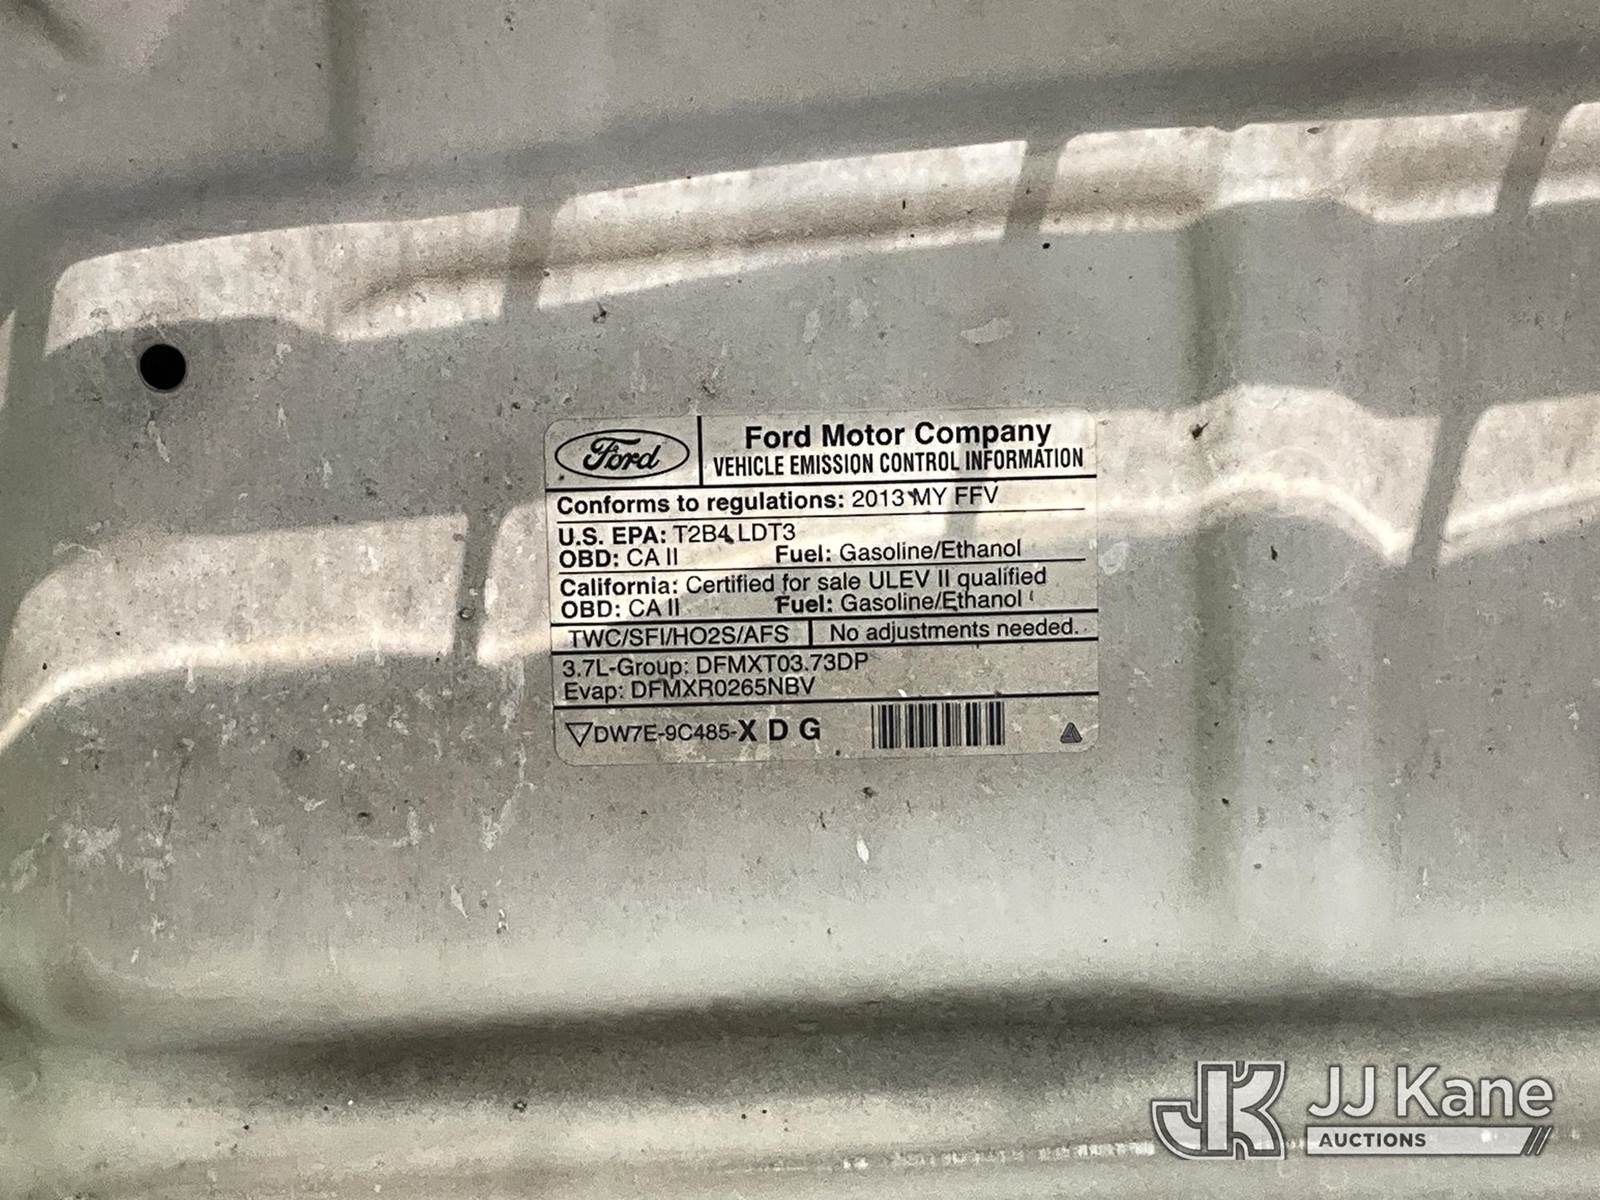 Ford
Ford Motor Company
VEHICLE EMISSION CONTROL INFORMATION
Conforms to regulations: 2013 MY FFV
U.S. EPA: T2B4 LDT3
OBD: CA II Fuel: Gasoline/Ethanol
California: Certified for sale ULEV II qualified
OBD: CA II Fuel: Gasoline/Ethanol
TWC/SFI/HO2S/AFS No adjustments needed.
3.7L-Group: DFMXT03.73DP
Evap: DFMXR0265NBV
DW7E-9C485-X D G
JK JJ Kane
AUCTIONS